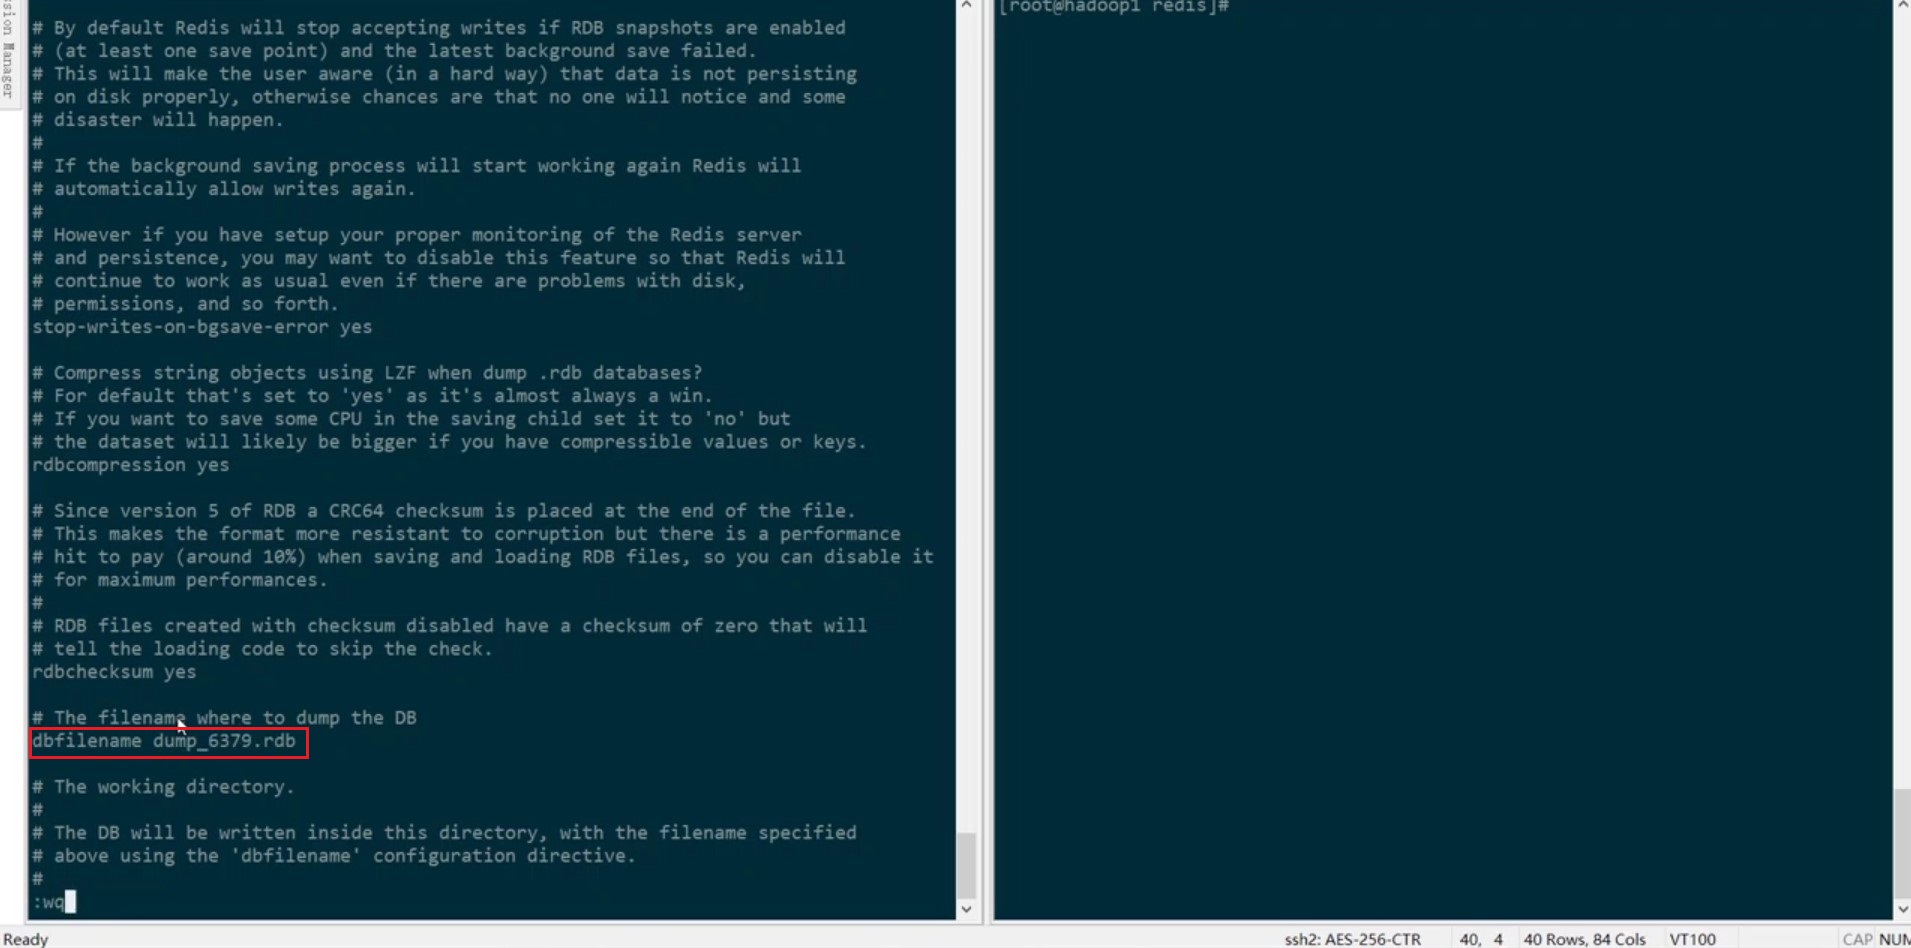 ssion Manager
# By default Redis will stop accepting writes if RDB snapshots are enabled
# (at least one save point) and the latest background save failed.
# This will make the user aware (in a hard way) that data is not persisting
# on disk properly, otherwise chances are that no one will notice and some
# disaster will happen.
#
# If the background saving process will start working again Redis will
# automatically allow writes again.
#
# However if you have setup your proper monitoring of the Redis server
# and persistence, you may want to disable this feature so that Redis will
# continue to work as usual even if there are problems with disk,
# permissions, and so forth.
stop-writes-on-bgsave-error yes
# Compress string objects using LZF when dump .rdb databases?
# For default that's set to 'yes' as it's almost always a win.
# If you want to save some CPU in the saving child set it to 'no' but
# the dataset will likely be bigger if you have compressible values or keys.
rdbcompression yes
# Since version 5 of RDB a CRC64 checksum is placed at the end of the file.
# This makes the format more resistant to corruption but there is a performance
# hit to pay (around 10%) when saving and loading RDB files, so you can disable it
# for maximum performances.
#
# RDB files created with checksum disabled have a checksum of zero that will
# tell the loading code to skip the check.
rdbchecksum yes
# The filename where to dump the DB
dbfilename dump_6379.rdb
# The working directory.
#
# The DB will be written inside this directory, with the filename specified
# above using the 'dbfilename' configuration directive.
#
:wq
[root@hadoop1 redis]#
Ready
ssh2: AES-256-CTR 40, 4 40 Rows, 84 Cols VT100 CAP NUM